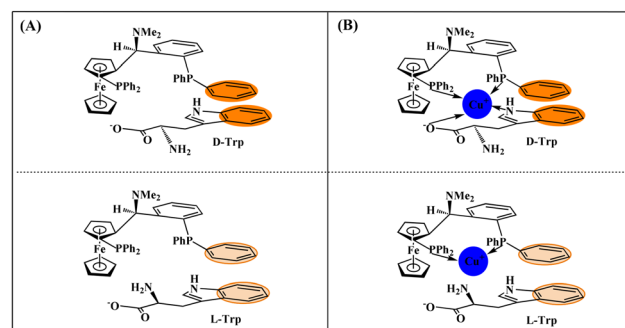 (A)
NMe₂
H
Fe
PPh₂
PhP
H
N
⁻O
O
NH₂
D-Trp
NMe₂
H
Fe
PPh₂
PhP
H₂N
H
N
⁻O
O
L-Trp
(B)
NMe₂
H
Fe
PPh₂
PhP
Cu⁺
H
N
⁻O
O
NH₂
D-Trp
NMe₂
H
Fe
PPh₂
PhP
H₂N
H
N
⁻O
O
L-Trp